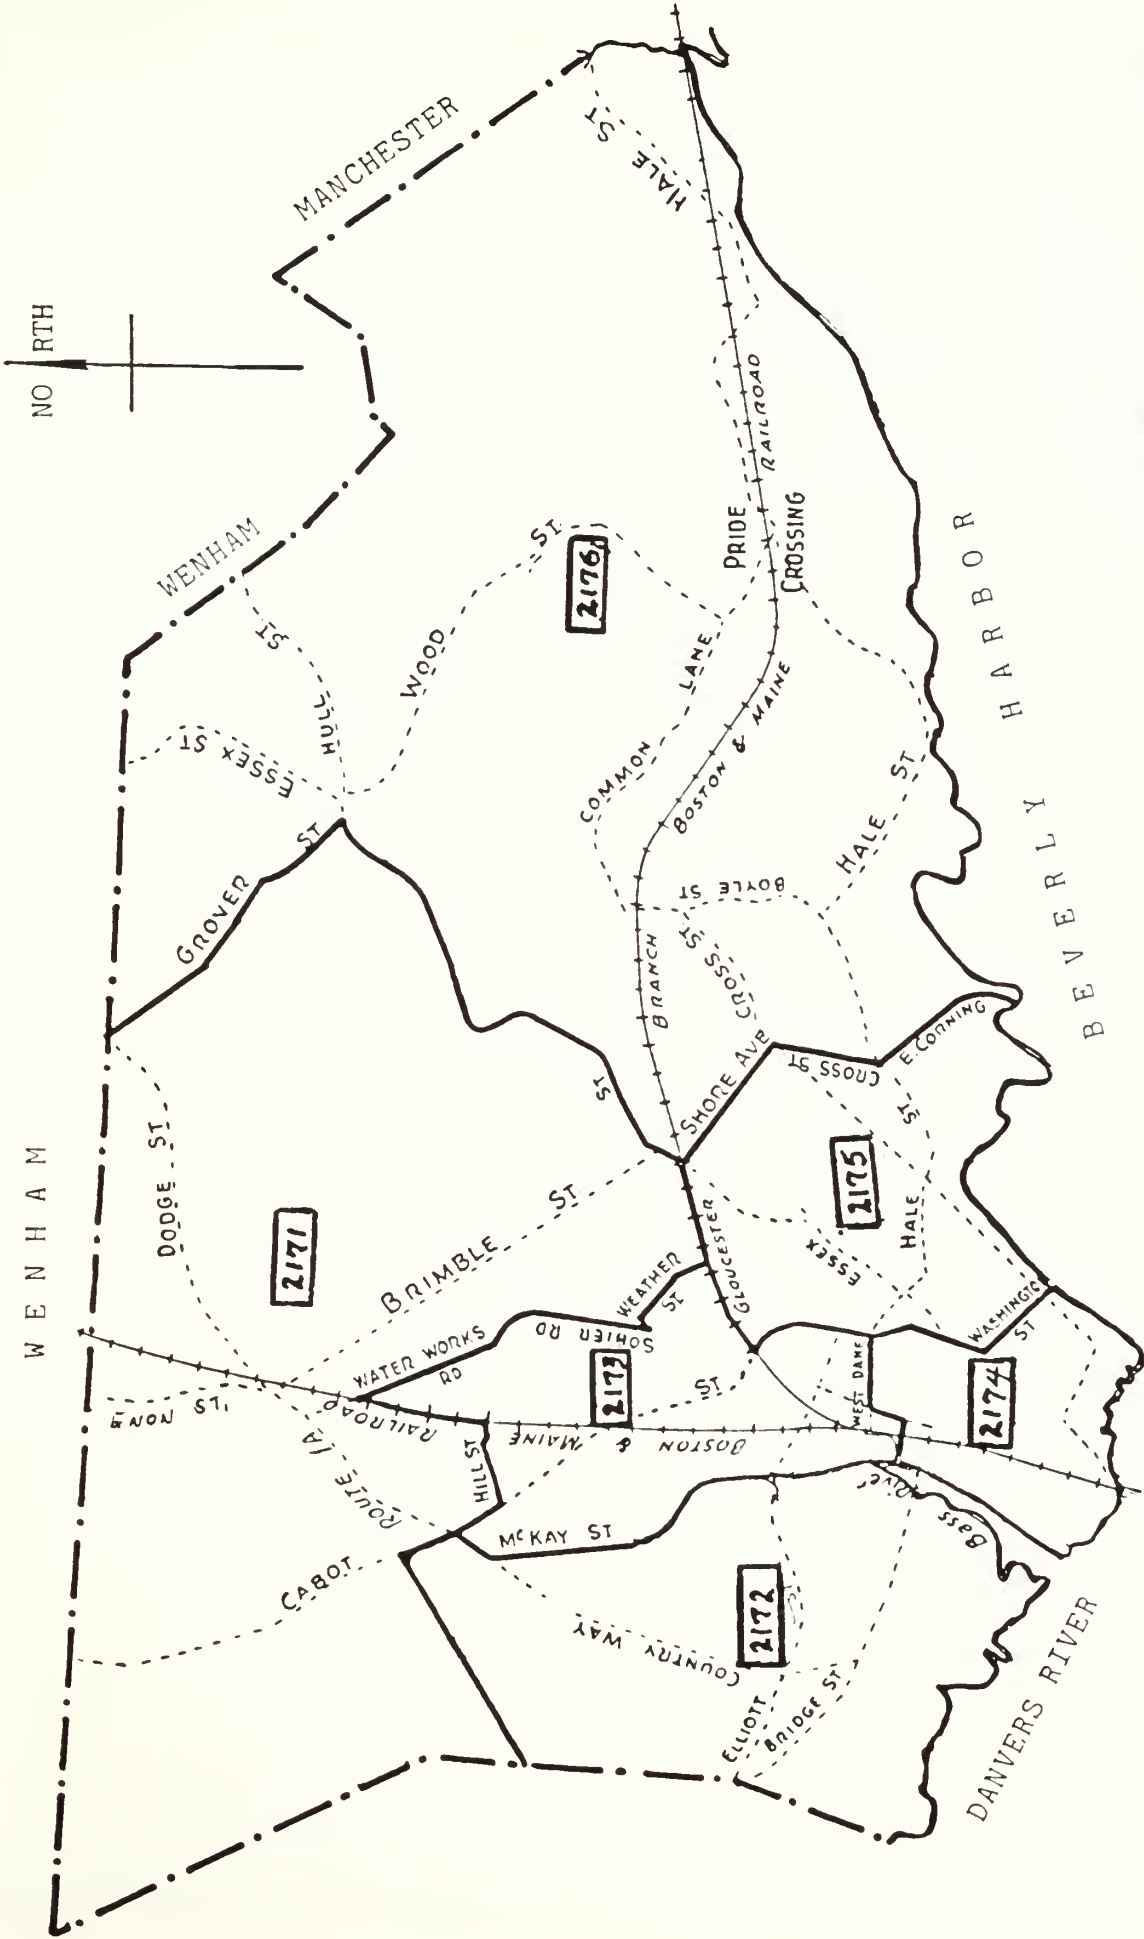 NO RTH
MANCHESTER
WENHAM
WENHAM
HALE ST
HULL ST
ESSEX ST
GROVER ST
WOOD ST
2176
PRIDE
CROSSING
RAILROAD
COMMON LANE
BOSTON & MAINE
BRANCH
HALE ST
BOYLE ST
CROSS ST
SHORE AVE
CROSS ST
E. CORNING
ST
BEVERLY HARBOR
DODGE ST
2171
BRIMBLE ST
ST
WATER WORKS
RD
SOHIER RD
WEATHER
ST
GLOUCESTER
2175
HALE
ST
ESSEX
WASHINGTO
ST
WEST DANE
2173
ST
2174
RAILROAD
BOSTON & MAINE
HILL ST
ROUTE 1A
CABOT
MCKAY ST
River
Bass
2172
COUNTRY WAY
ELLIOTT
BRIDGE ST
DANVERS RIVER